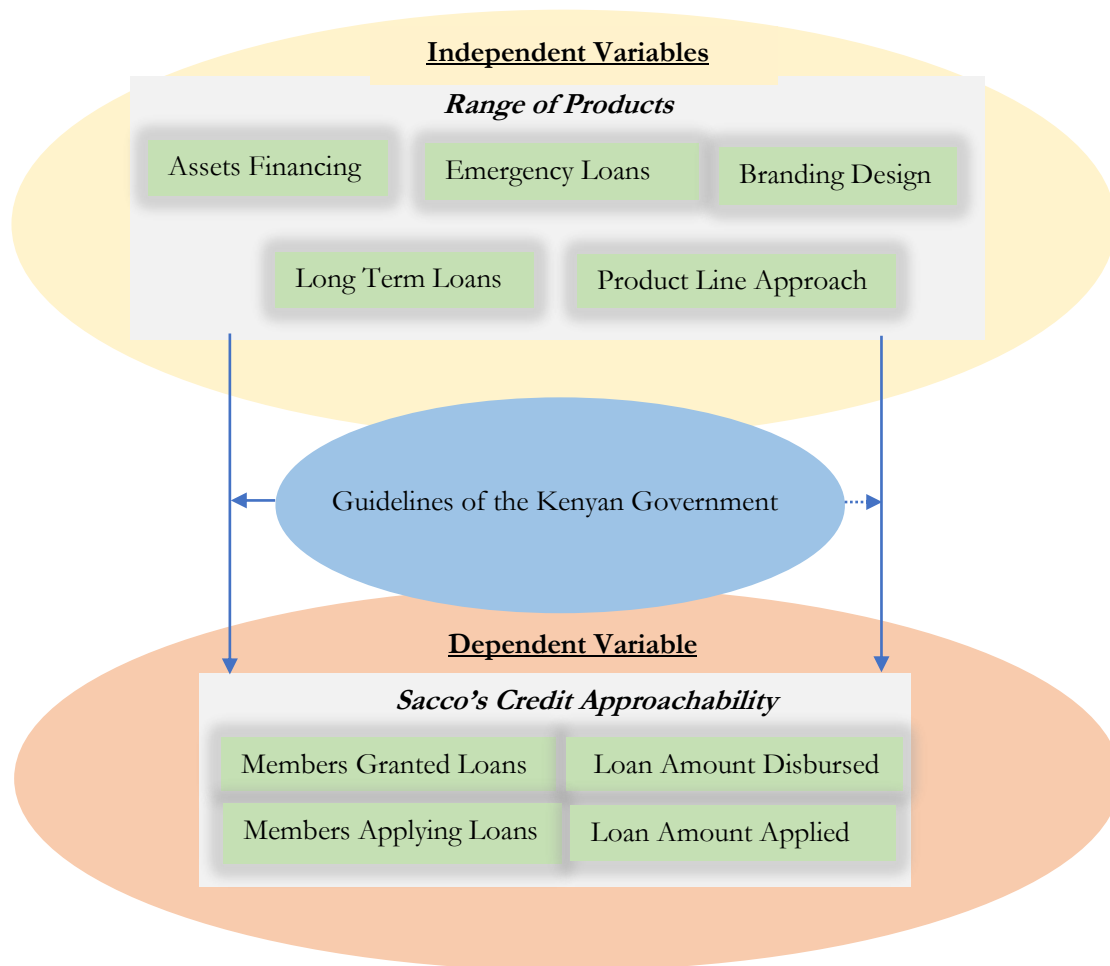 Independent Variables
Range of Products
Assets Financing
Emergency Loans
Branding Design
Long Term Loans
Product Line Approach
Guidelines of the Kenyan Government
Dependent Variable
Sacco's Credit Approachability
Members Granted Loans
Loan Amount Disbursed
Members Applying Loans
Loan Amount Applied